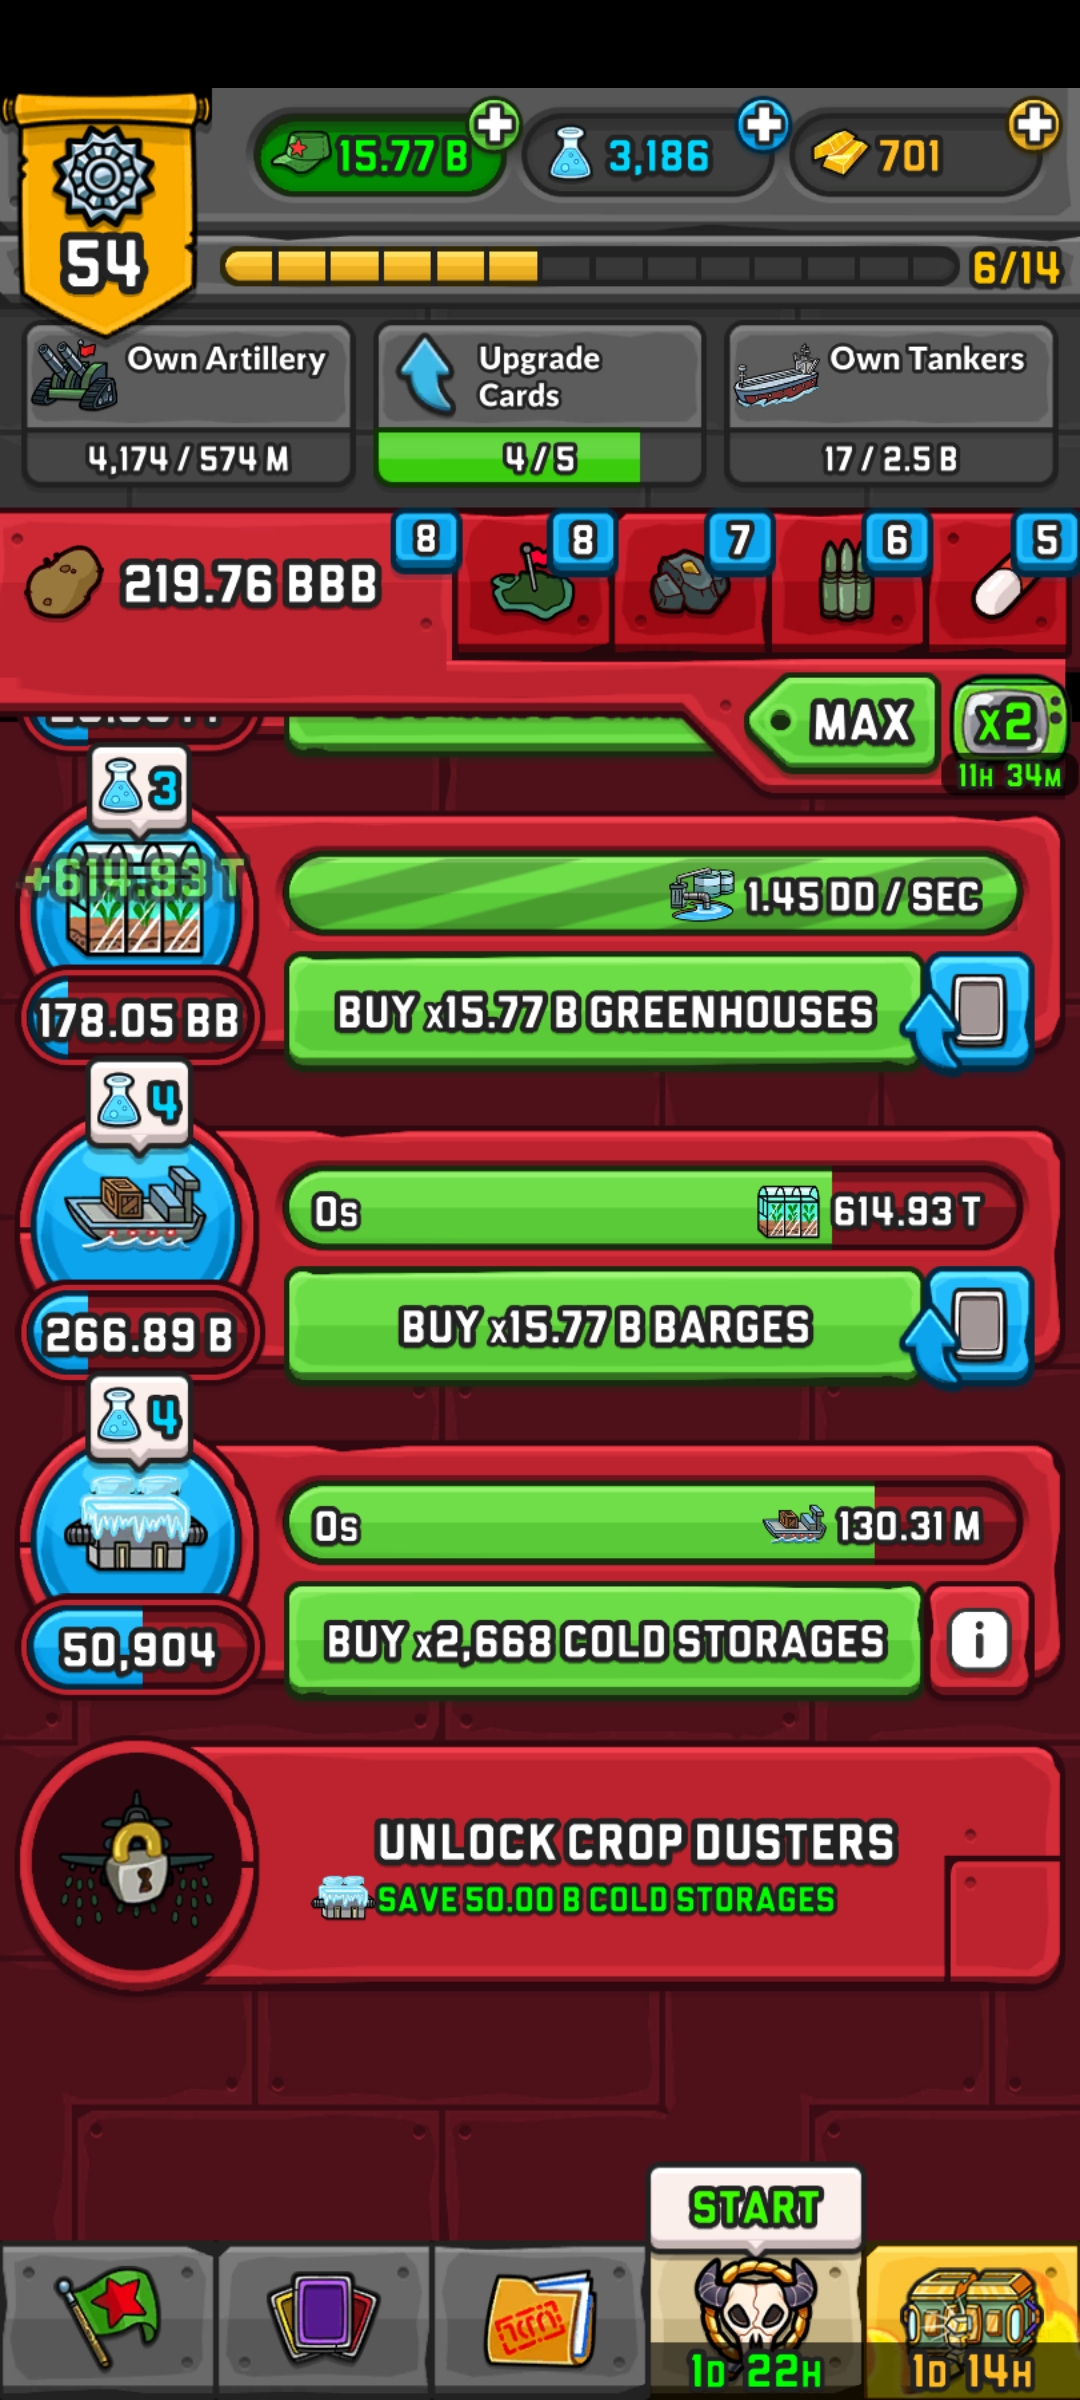 15.77 B
3,186
701
54
6/14
Own Artillery
4,174 / 574 M
Upgrade
Cards
4/5
Own Tankers
17 / 2.5 B
219.76 BBB
8
8
7
6
5
MAX
x2
11H 34M
3
+614.93 T
1.45 DD / SEC
178.05 BB
BUY x15.77 B GREENHOUSES
4
0s
614.93 T
266.89 B
BUY x15.77 B BARGES
4
0s
130.31 M
50,904
BUY x2,668 COLD STORAGES
i
UNLOCK CROP DUSTERS
SAVE 50.00 B COLD STORAGES
START
1D 22H
1D 14H